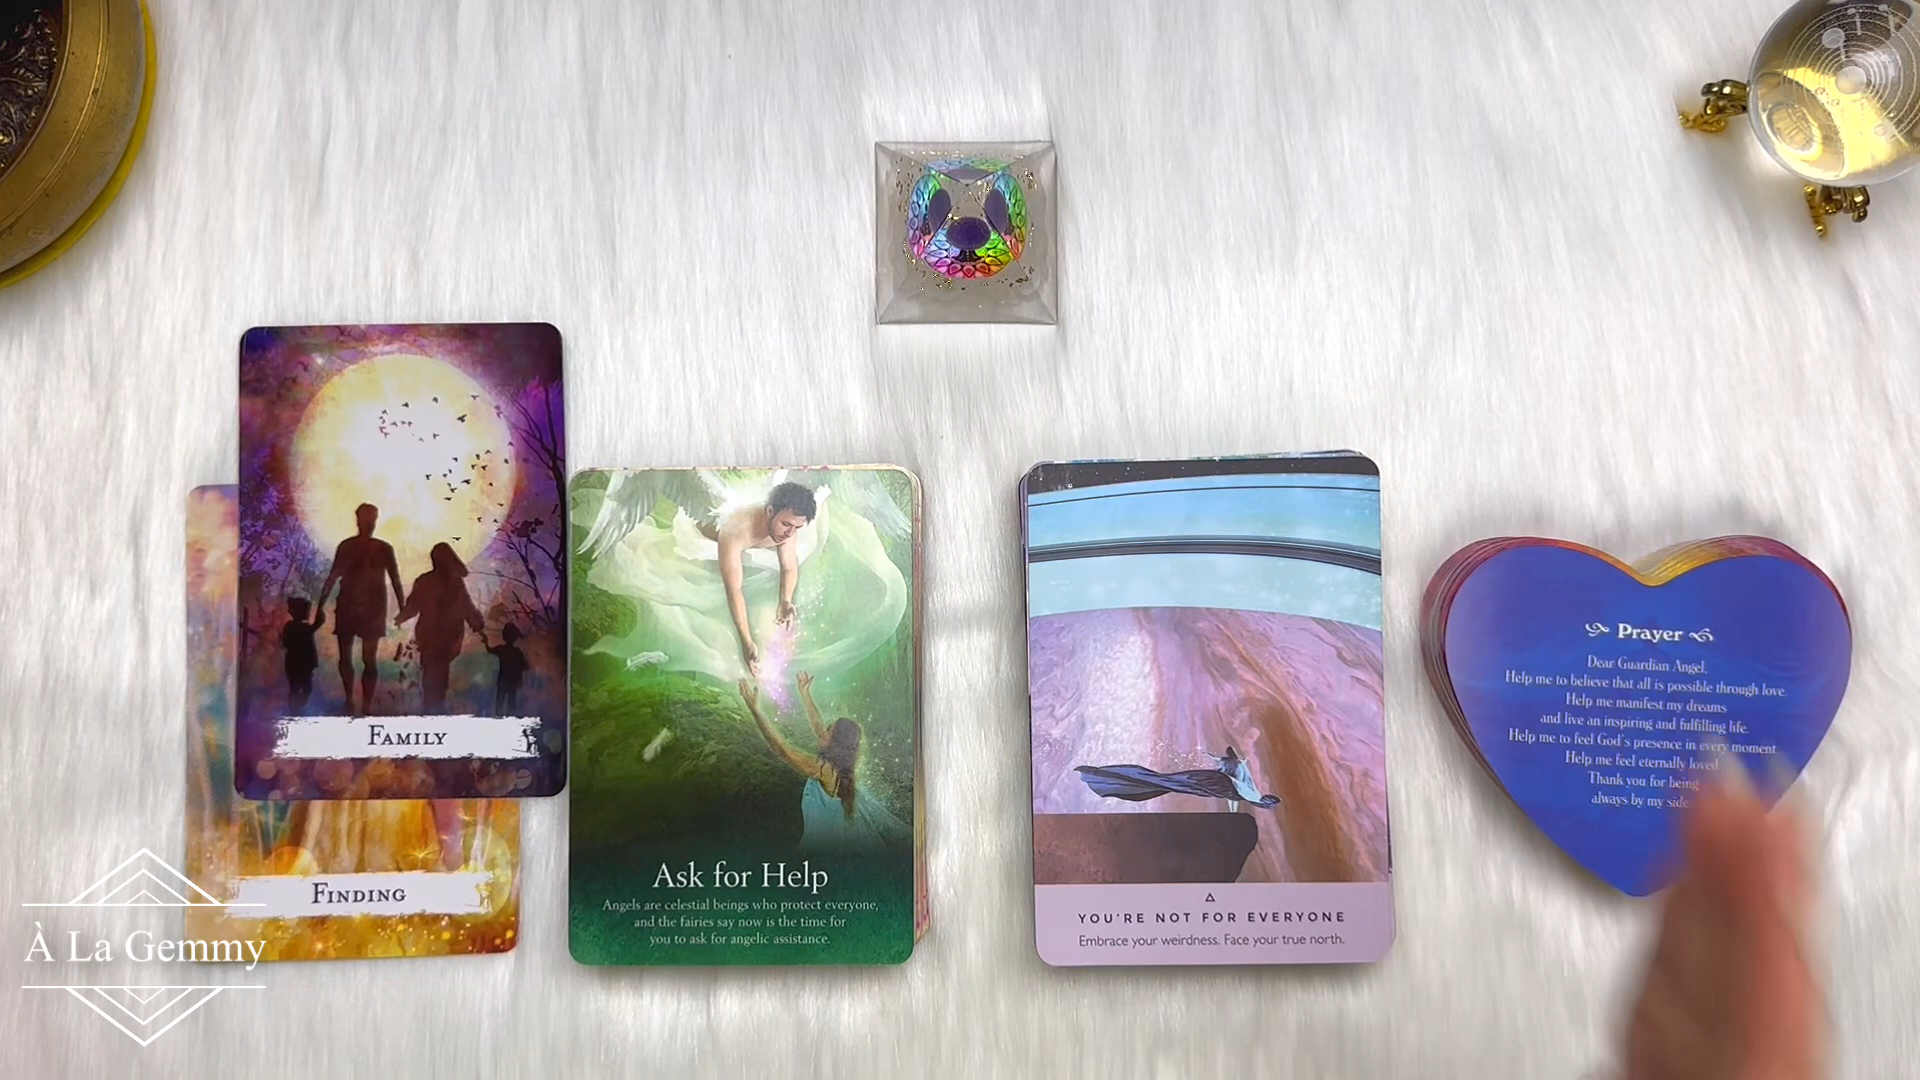 FAMILY
FINDING
À La Gemmy
Ask for Help
Angels are celestial beings who protect everyone,
and the fairies say now is the time for
you to ask for angelic assistance.
YOU'RE NOT FOR EVERYONE
Embrace your weirdness. Face your true north.
Prayer
Dear Guardian Angel,
Help me to believe that all is possible through love.
Help me manifest my dreams
and live an inspiring and fulfilling life.
Help me to feel God's presence in every moment
Help me feel eternally loved
Thank you for being
always by my side